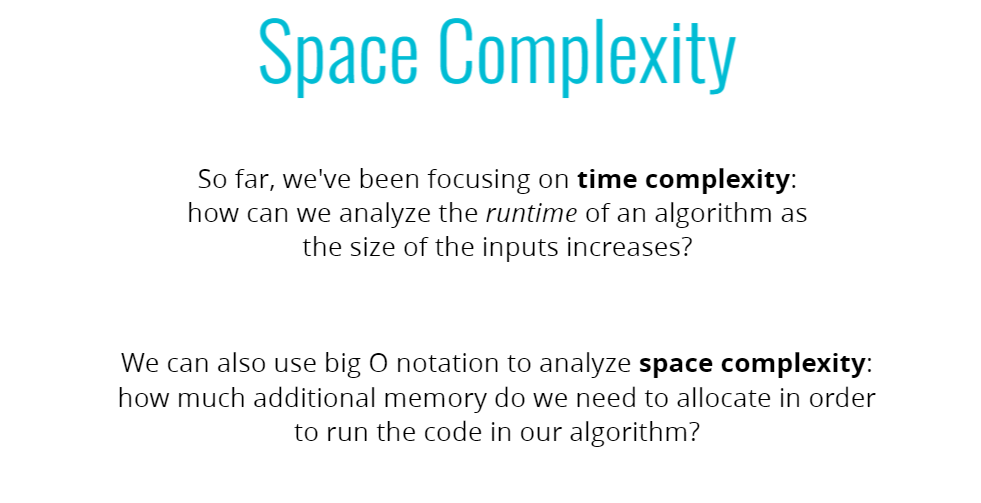 Space Complexity
So far, we've been focusing on time complexity:
how can we analyze the runtime of an algorithm as
the size of the inputs increases?
We can also use big O notation to analyze space complexity:
how much additional memory do we need to allocate in order
to run the code in our algorithm?